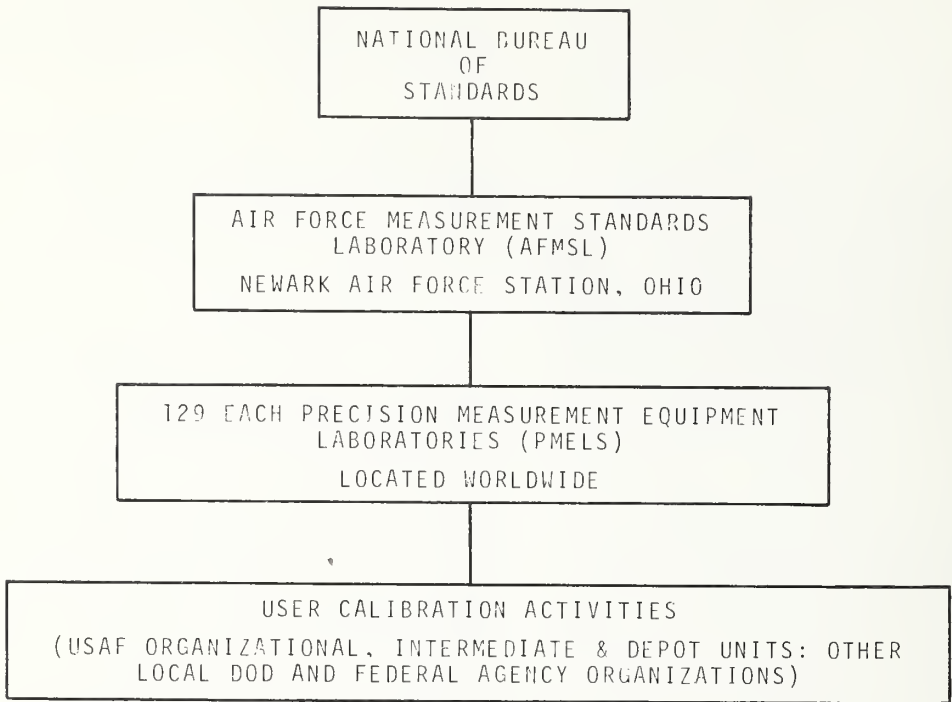 NATIONAL BUREAU
OF
STANDARDS
AIR FORCE MEASUREMENT STANDARDS
LABORATORY (AFMSL)
NEWARK AIR FORCE STATION, OHIO
129 EACH PRECISION MEASUREMENT EQUIPMENT
LABORATORIES (PMELS)
LOCATED WORLDWIDE
USER CALIBRATION ACTIVITIES
(USAF ORGANIZATIONAL, INTERMEDIATE & DEPOT UNITS: OTHER
LOCAL DOD AND FEDERAL AGENCY ORGANIZATIONS)